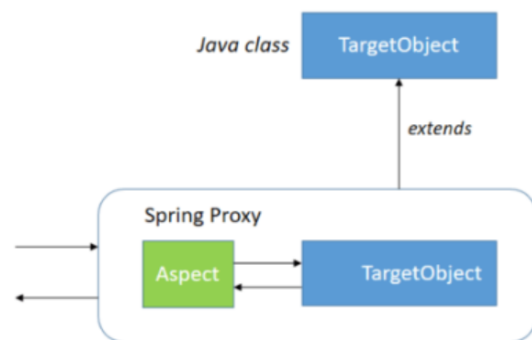 Java class
TargetObject
extends
Spring Proxy
Aspect
TargetObject